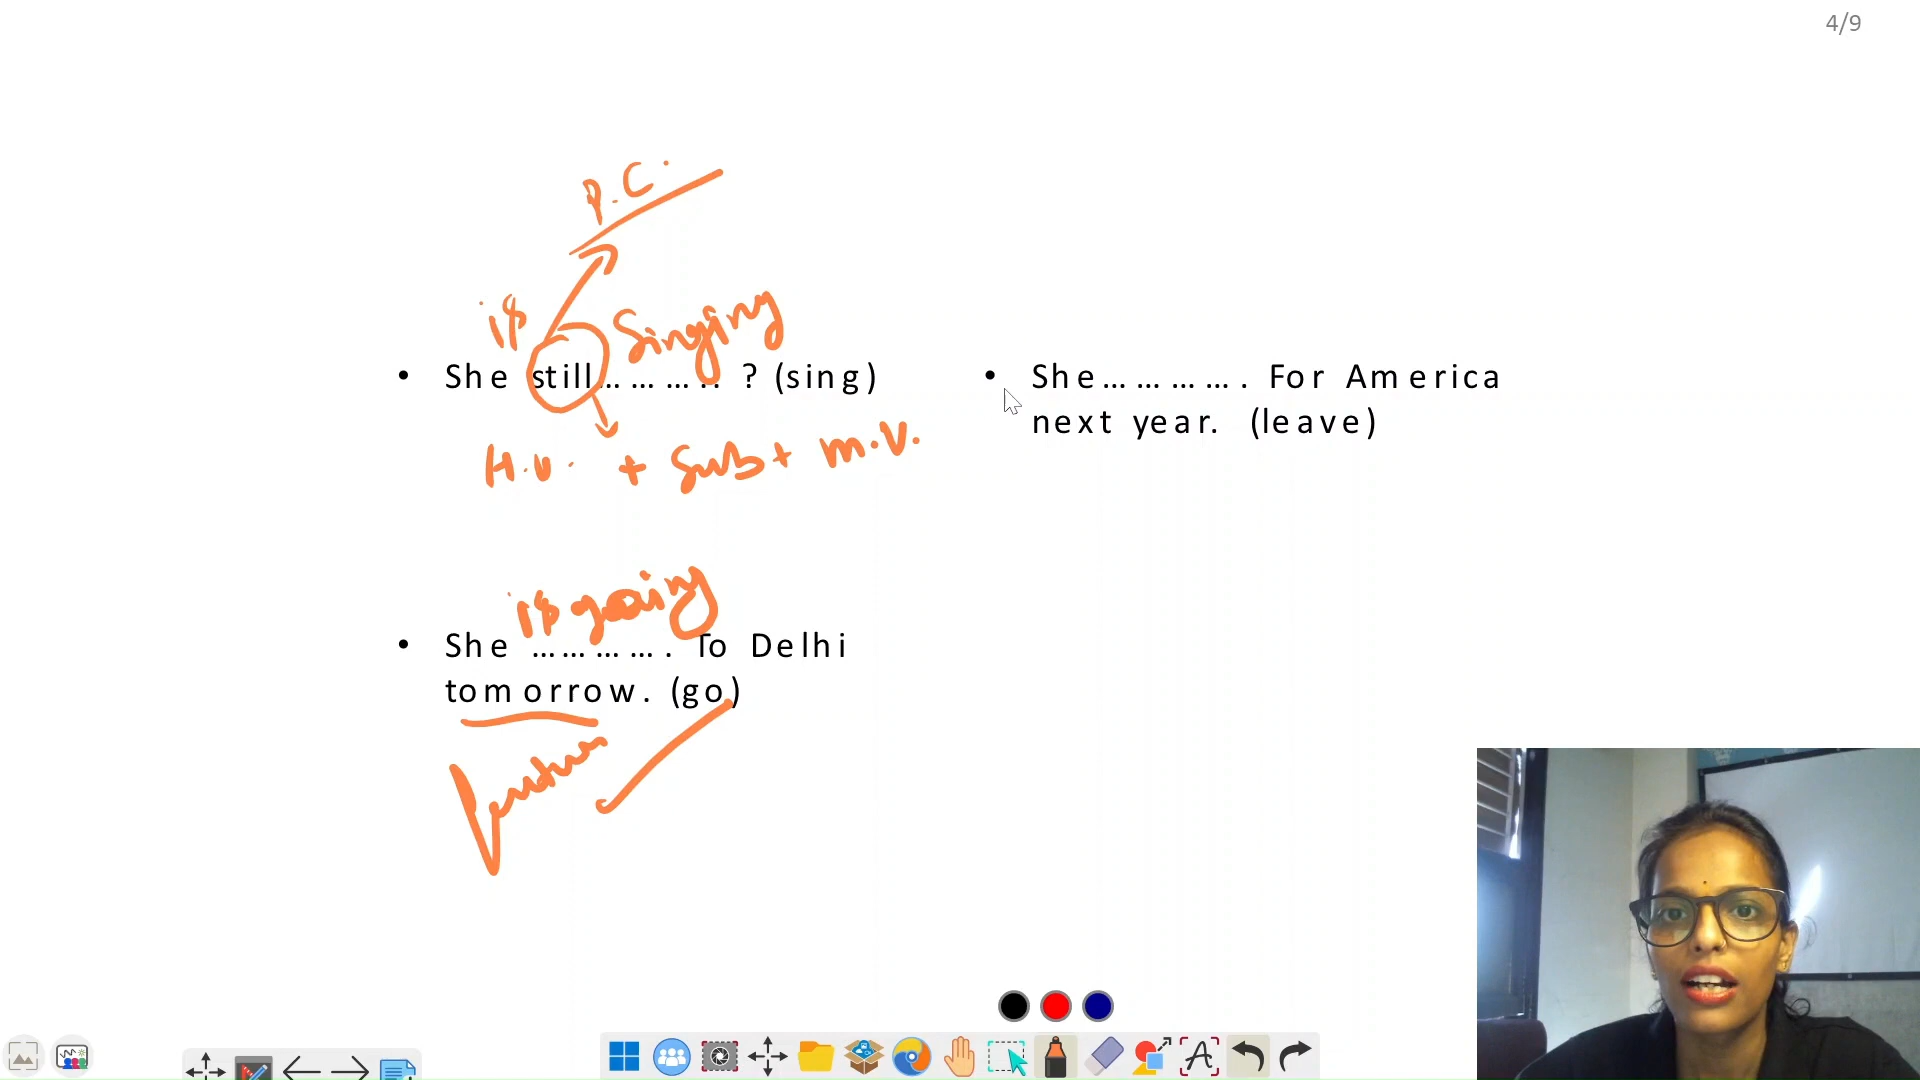 4/9
P.C.
is Singing
• She still… … … .. ? (sing)
H.V. + Sub + M.V.
is going
• She … … … … . To Delhi
tomorrow. (go)
future
• She… … … … . For America
next year. (leave)